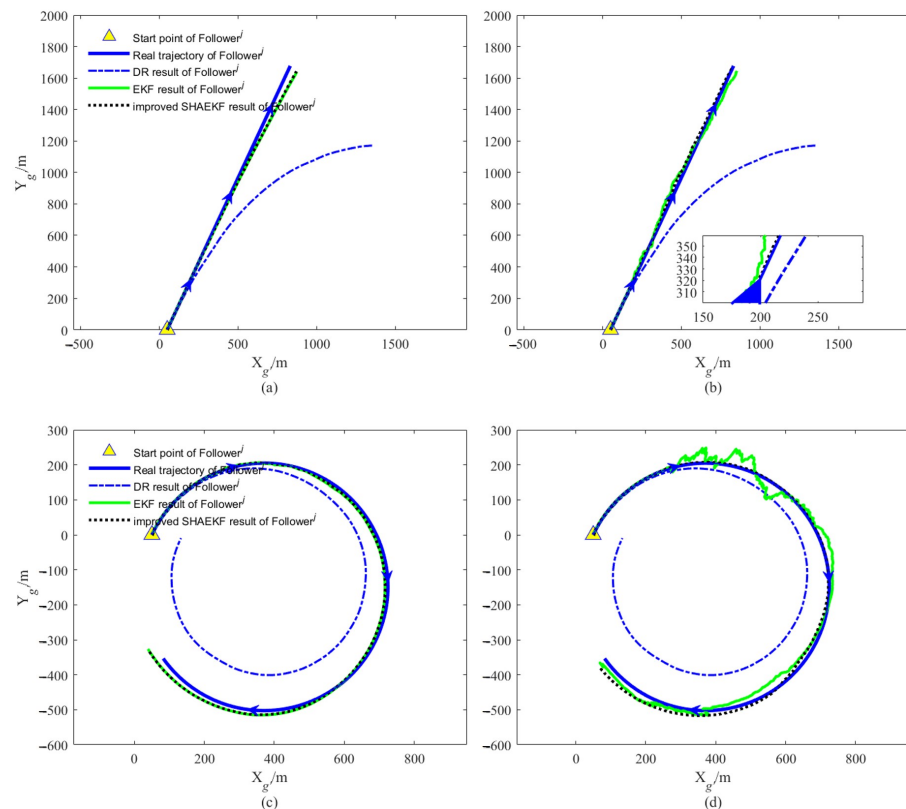 1800
1600
1400
1200
1000
800
600
400
200
0
Y_g/m
Start point of Follower^j
Real trajectory of Follower^j
DR result of Follower^j
EKF result of Follower^j
improved SHAEKF result of Follower^j
−500 0 500 1000 1500
X_g/m
(a)
1800
1600
1400
1200
1000
800
600
400
200
0
350
340
330
320
310
150 200 250
−500 0 500 1000 1500
X_g/m
(b)
300
200
100
0
−100
−200
−300
−400
−500
−600
Y_g/m
Start point of Follower^j
Real trajectory of Follower^j
DR result of Follower^j
EKF result of Follower^j
improved SHAEKF result of Follower^j
0 200 400 600 800
X_g/m
(c)
300
200
100
0
−100
−200
−300
−400
−500
−600
0 200 400 600 800
X_g/m
(d)